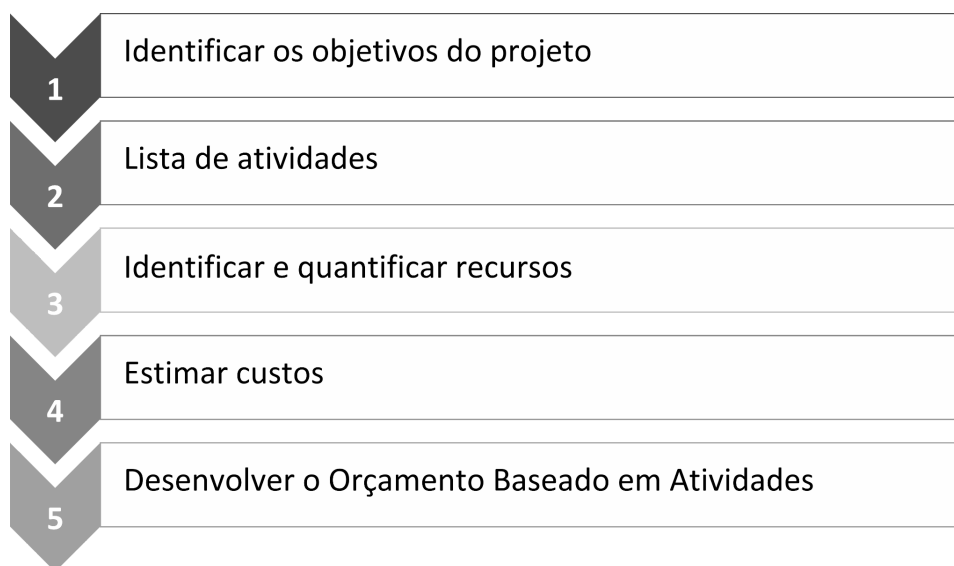 1 Identificar os objetivos do projeto
2 Lista de atividades
3 Identificar e quantificar recursos
4 Estimar custos
5 Desenvolver o Orçamento Baseado em Atividades